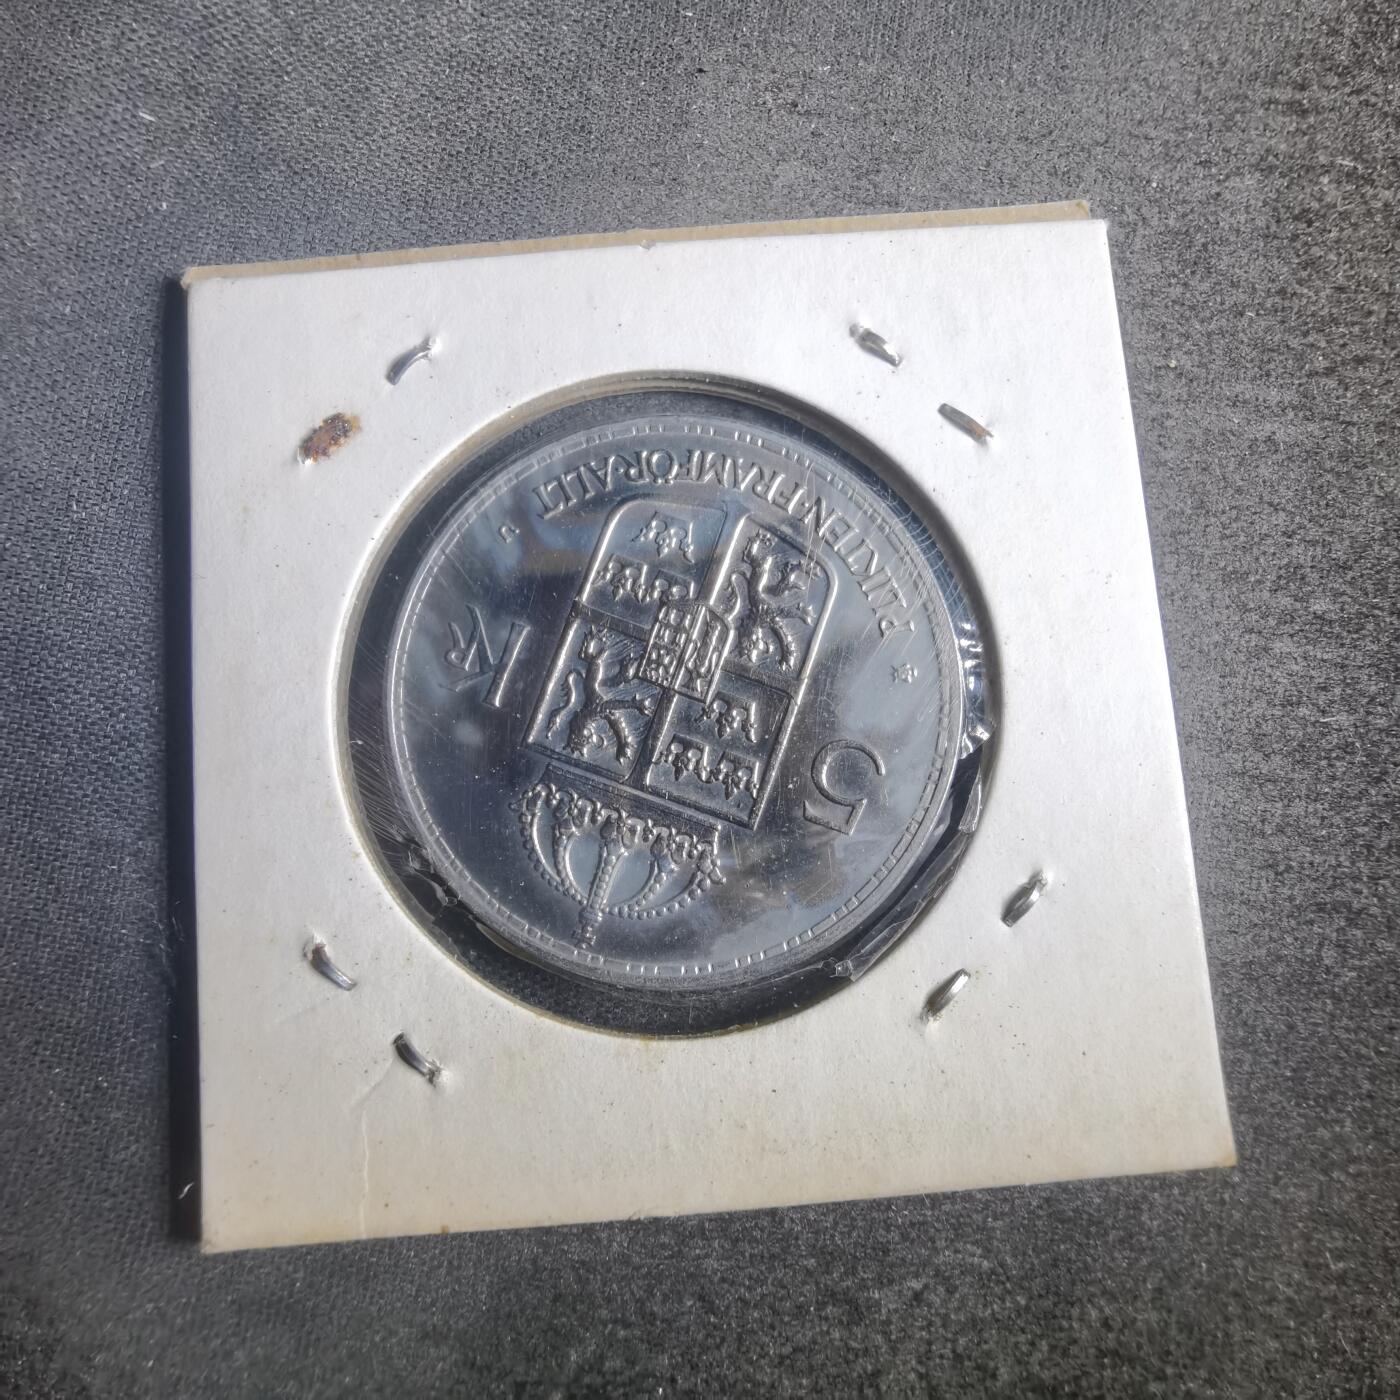 5 KR
* PLIKTEN·FRAMFÖR·ALLT